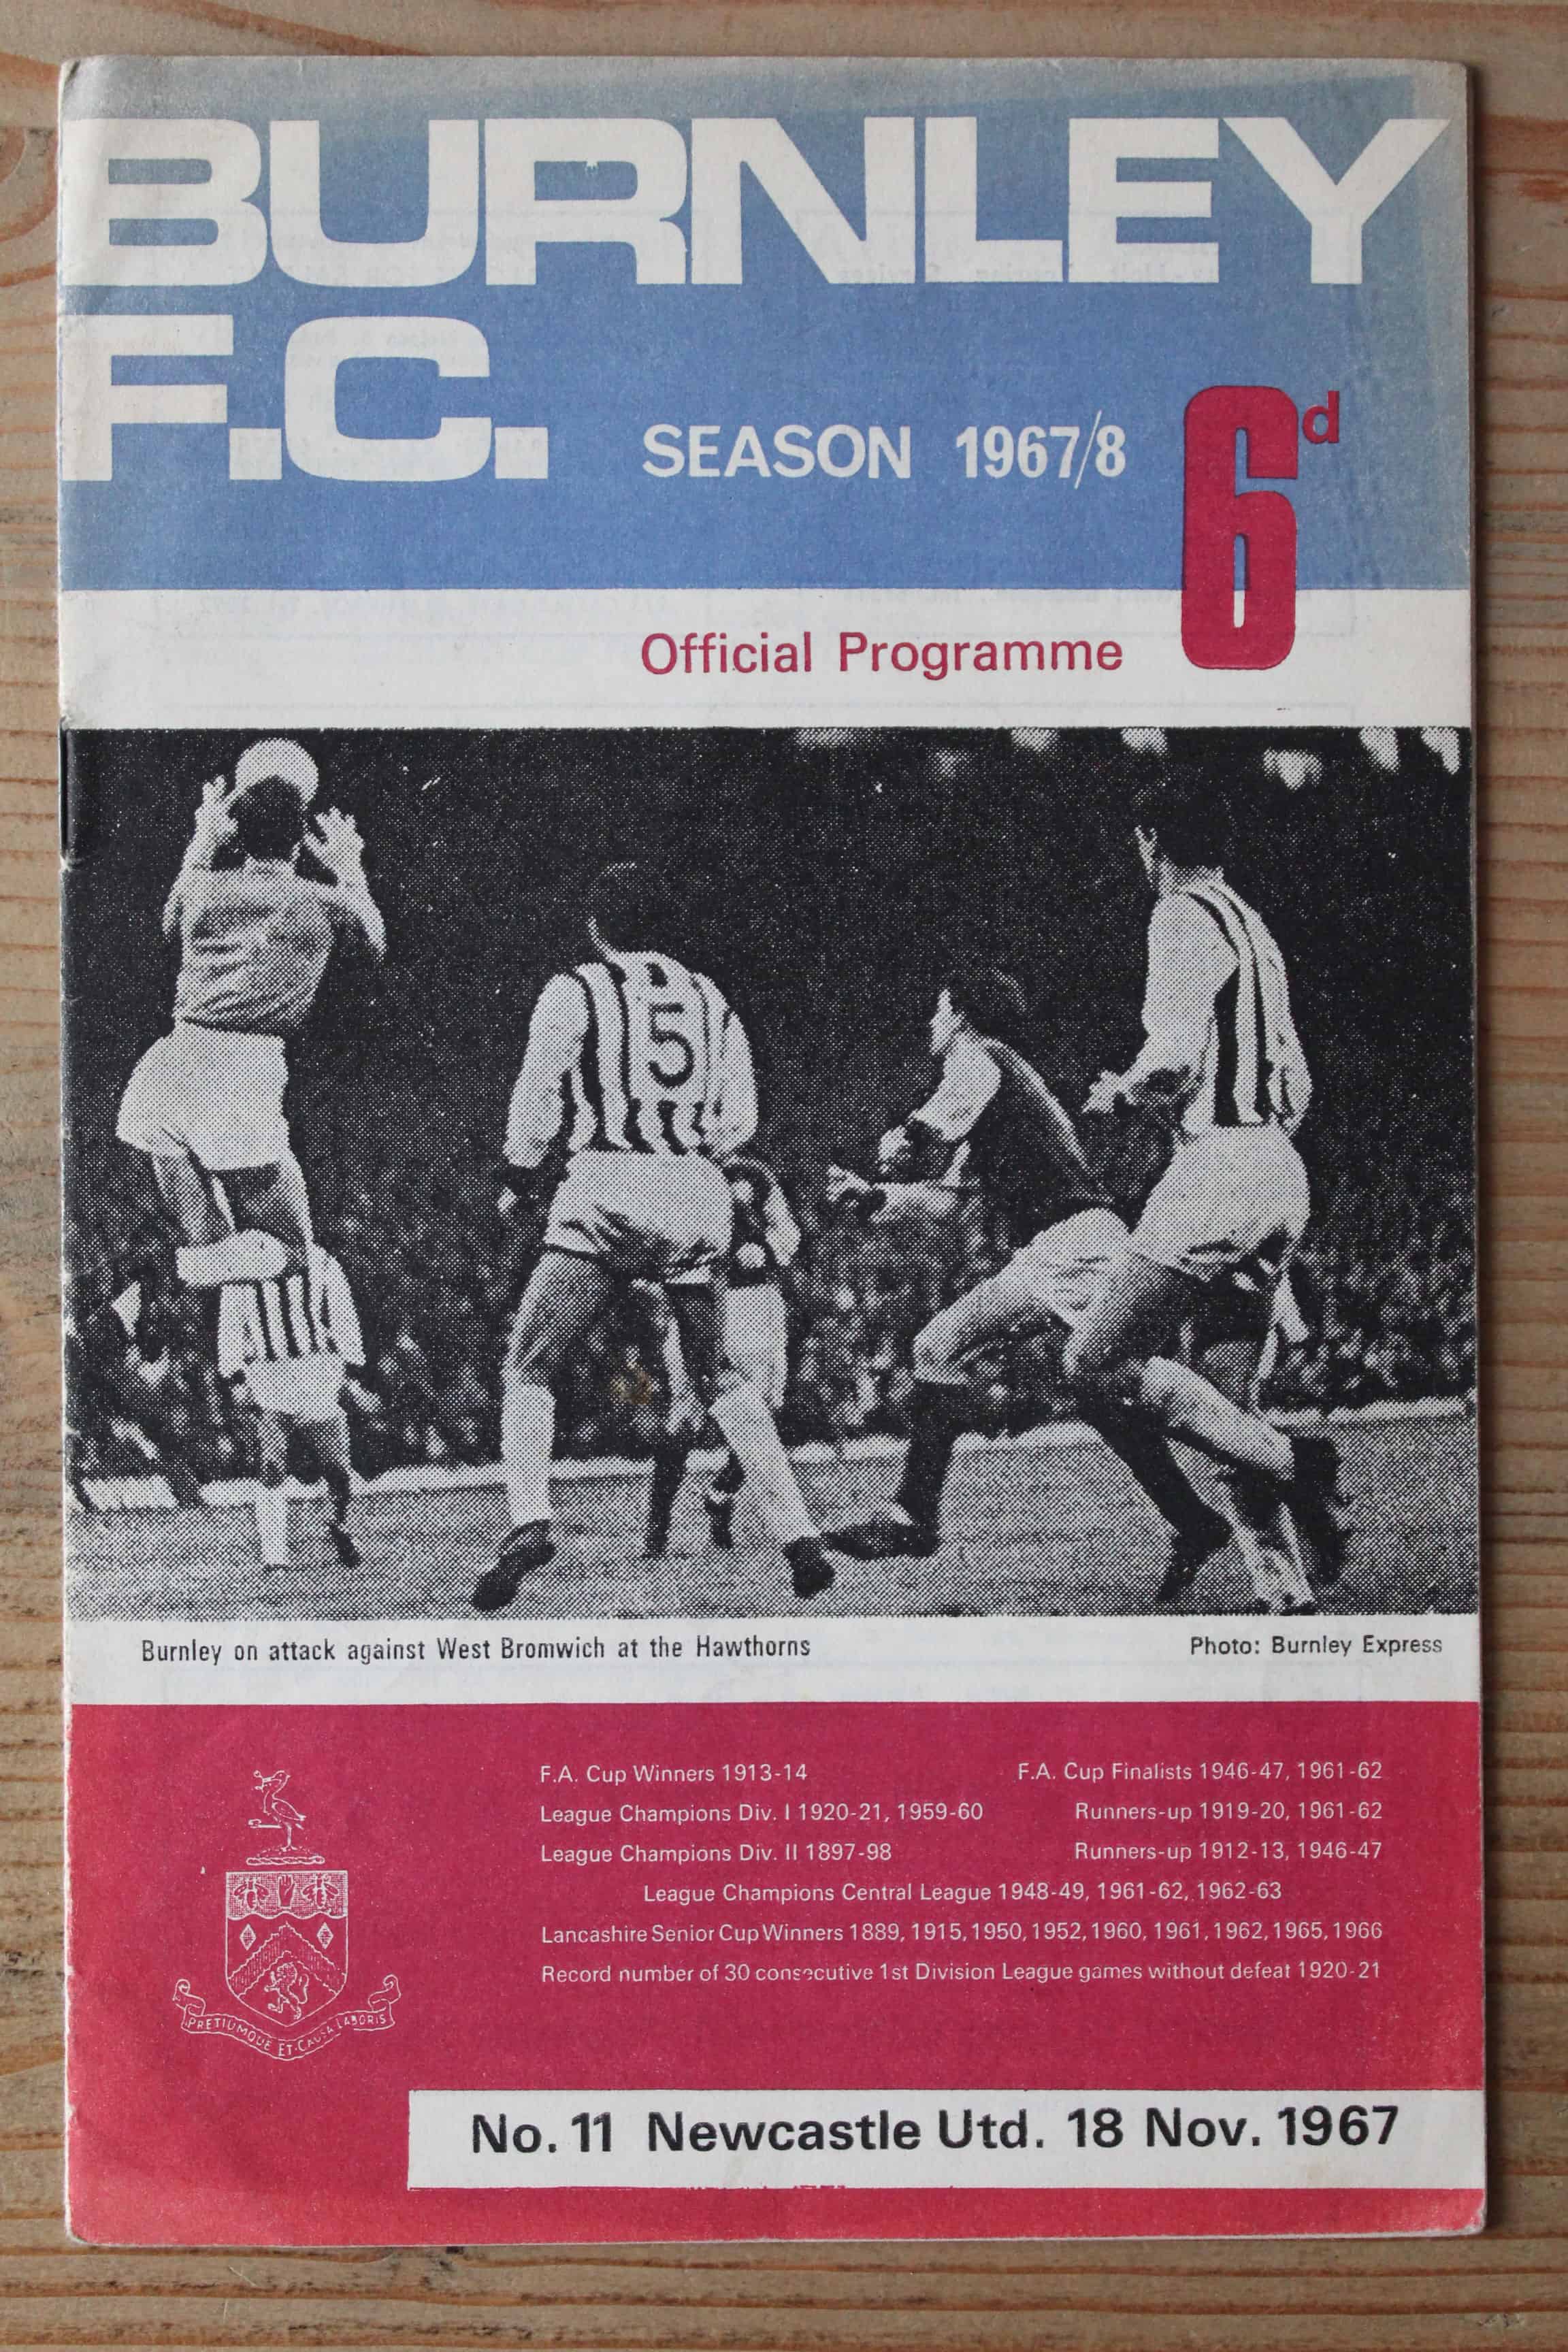 BURNLEY
F.C. SEASON 1967/8 6d
Official Programme
5
Burnley on attack against West Bromwich at the Hawthorns Photo: Burnley Express
F.A. Cup Winners 1913-14 F.A. Cup Finalists 1946-47, 1961-62
League Champions Div. I 1920-21, 1959-60 Runners-up 1919-20, 1961-62
League Champions Div. II 1897-98 Runners-up 1912-13, 1946-47
League Champions Central League 1948-49, 1961-62, 1962-63
Lancashire Senior Cup Winners 1889, 1915, 1950, 1952, 1960, 1961, 1962, 1965, 1966
Record number of 30 consecutive 1st Division League games without defeat 1920-21
PRETIUMQUE ET·CAUSA LABORIS
No. 11 Newcastle Utd. 18 Nov. 1967